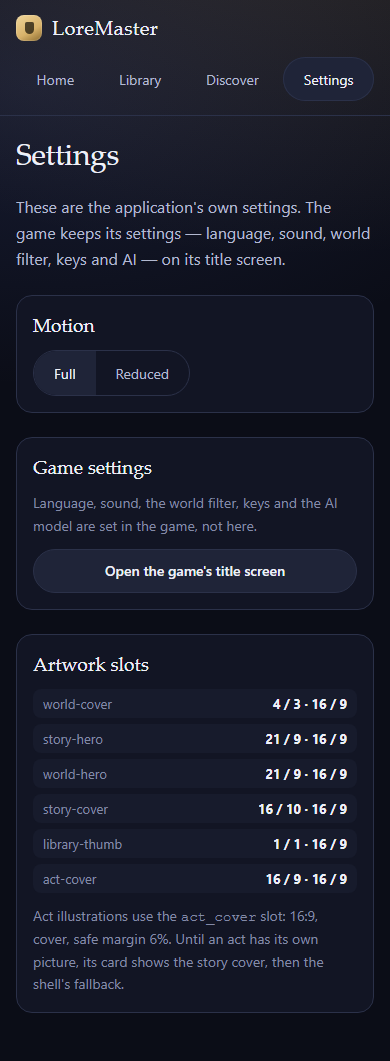 LoreMaster
Home Library Discover Settings
Settings
These are the application's own settings. The
game keeps its settings — language, sound, world
filter, keys and AI — on its title screen.
Motion
Full Reduced
Game settings
Language, sound, the world filter, keys and the AI
model are set in the game, not here.
Open the game's title screen
Artwork slots
world-cover 4 / 3 · 16 / 9
story-hero 21 / 9 · 16 / 9
world-hero 21 / 9 · 16 / 9
story-cover 16 / 10 · 16 / 9
library-thumb 1 / 1 · 16 / 9
act-cover 16 / 9 · 16 / 9
Act illustrations use the act_cover slot: 16:9,
cover, safe margin 6%. Until an act has its own
picture, its card shows the story cover, then the
shell's fallback.